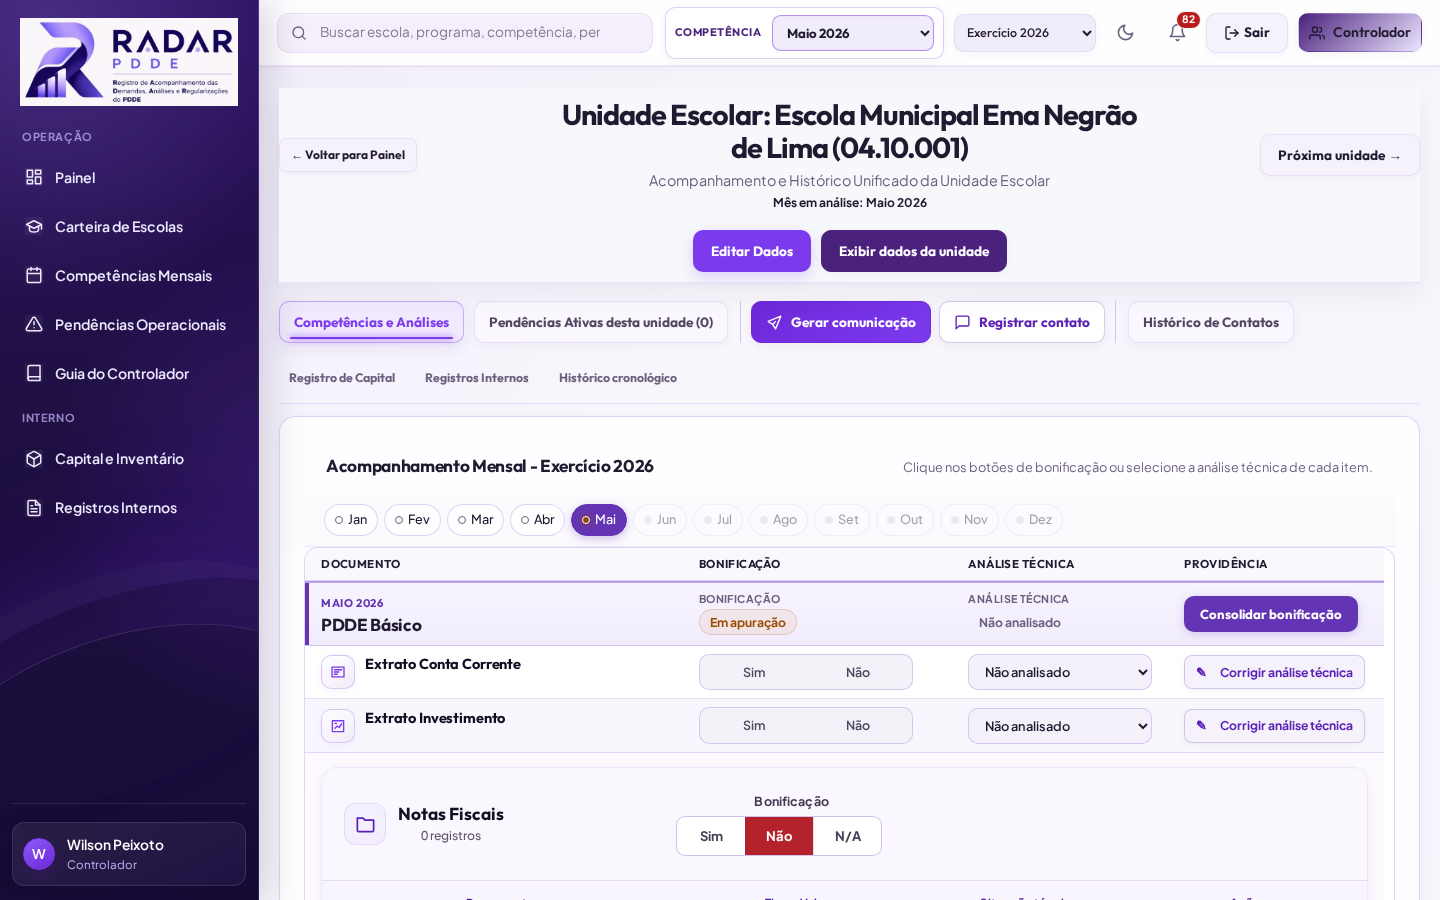 RADAR
PDDE
Registro de Acompanhamento das
Demandas, Análises e Regularizações
do PDDE
OPERAÇÃO
Painel
Carteira de Escolas
Competências Mensais
Pendências Operacionais
Guia do Controlador
INTERNO
Capital e Inventário
Registros Internos
W
Wilson Peixoto
Controlador
Buscar escola, programa, competência, per
COMPETÊNCIA
Maio 2026
Exercício 2026
82
Sair
Controlador
← Voltar para Painel
Unidade Escolar: Escola Municipal Ema Negrão
de Lima (04.10.001)
Acompanhamento e Histórico Unificado da Unidade Escolar
Mês em análise: Maio 2026
Próxima unidade →
Editar Dados
Exibir dados da unidade
Competências e Análises
Pendências Ativas desta unidade (0)
Gerar comunicação
Registrar contato
Histórico de Contatos
Registro de Capital
Registros Internos
Histórico cronológico
Acompanhamento Mensal - Exercício 2026
Clique nos botões de bonificação ou selecione a análise técnica de cada item.
Jan
Fev
Mar
Abr
Mai
Jun
Jul
Ago
Set
Out
Nov
Dez
DOCUMENTO
BONIFICAÇÃO
ANÁLISE TÉCNICA
PROVIDÊNCIA
MAIO 2026
PDDE Básico
BONIFICAÇÃO
Em apuração
ANÁLISE TÉCNICA
Não analisado
Consolidar bonificação
Extrato Conta Corrente
Sim
Não
Não analisado
✎ Corrigir análise técnica
Extrato Investimento
Sim
Não
Não analisado
✎ Corrigir análise técnica
Notas Fiscais
0 registros
Bonificação
Sim
Não
N/A